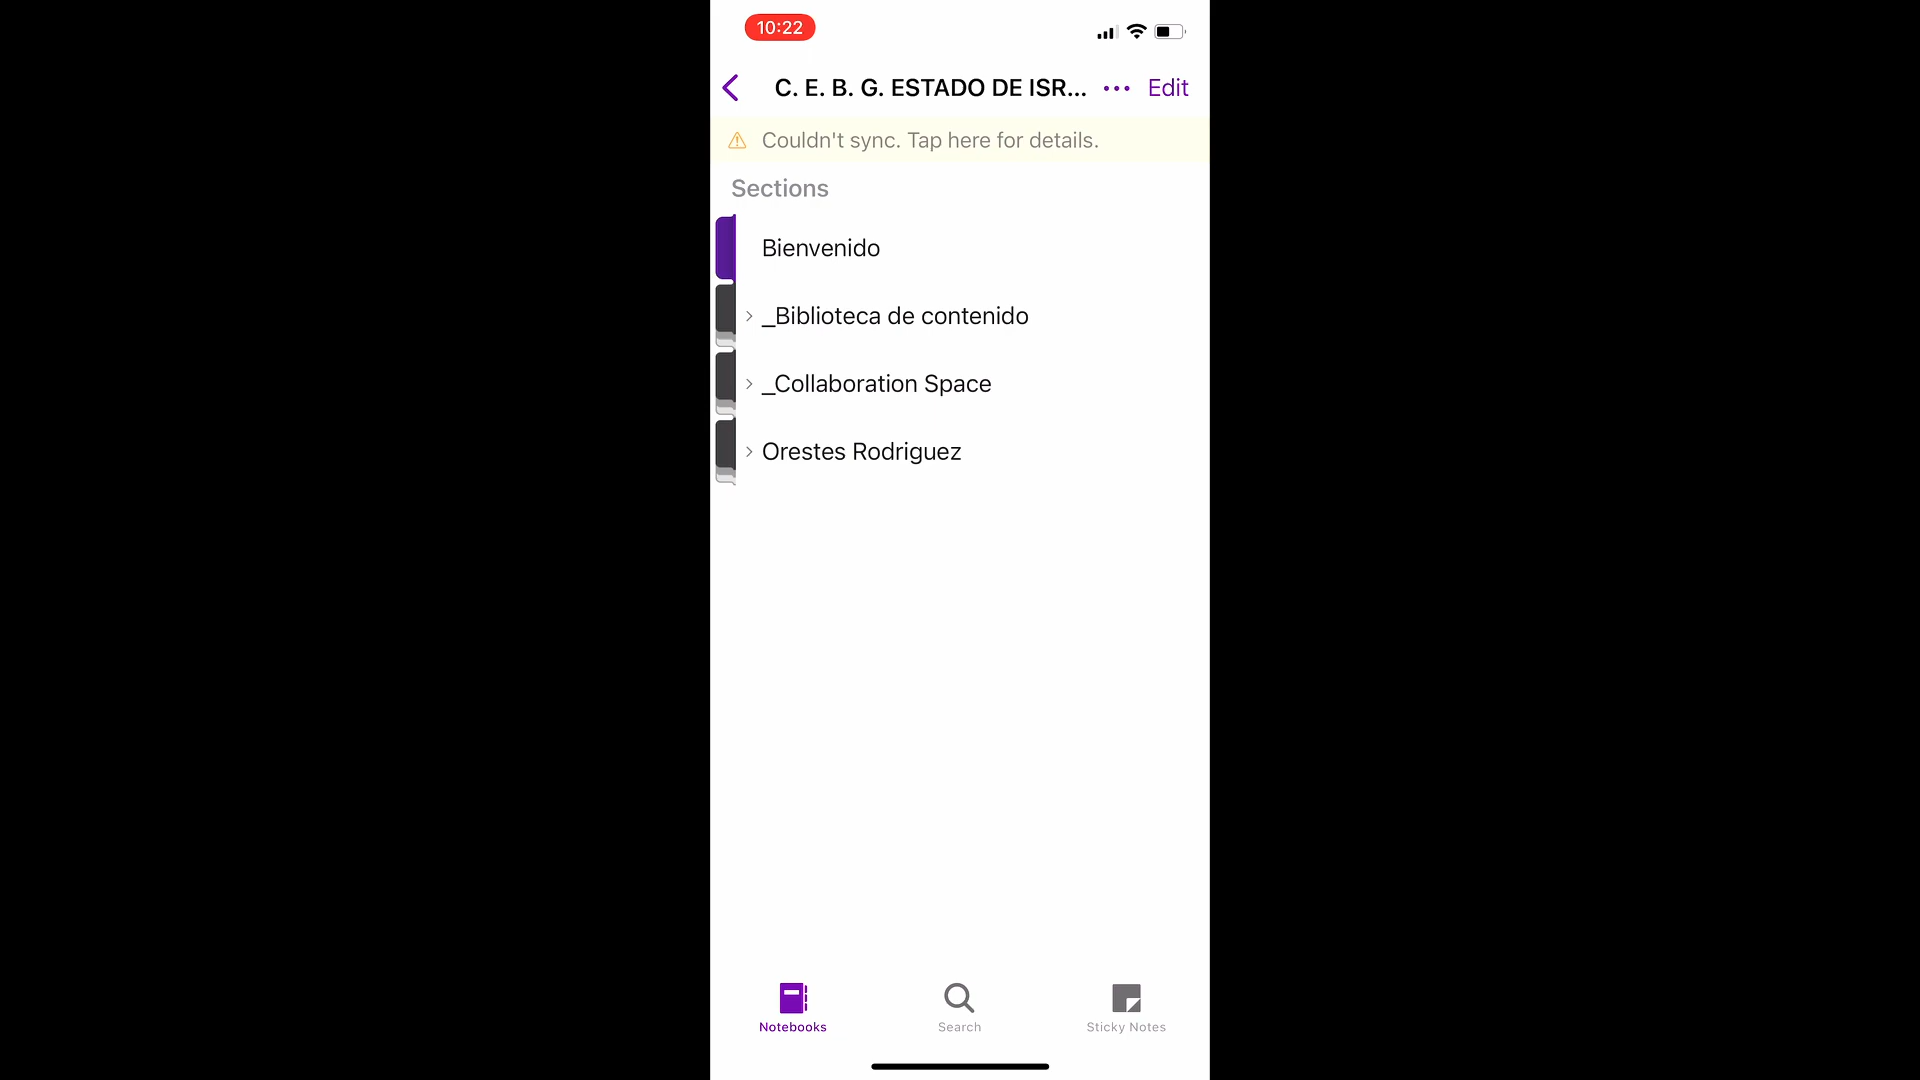 10:22
C. E. B. G. ESTADO DE ISR...
Edit
Couldn't sync. Tap here for details.
Sections
Bienvenido
_Biblioteca de contenido
_Collaboration Space
Orestes Rodriguez
Notebooks
Search
Sticky Notes